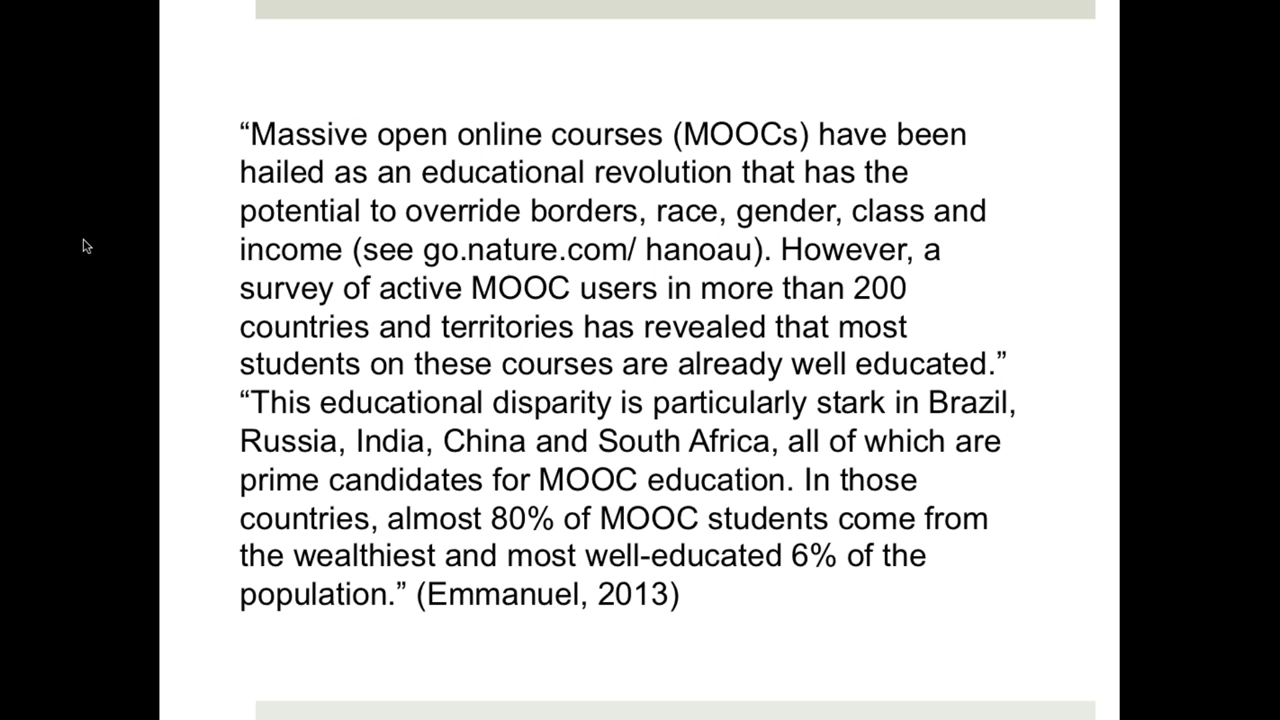 “Massive open online courses (MOOCs) have been
hailed as an educational revolution that has the
potential to override borders, race, gender, class and
income (see go.nature.com/ hanoau). However, a
survey of active MOOC users in more than 200
countries and territories has revealed that most
students on these courses are already well educated.”
“This educational disparity is particularly stark in Brazil,
Russia, India, China and South Africa, all of which are
prime candidates for MOOC education. In those
countries, almost 80% of MOOC students come from
the wealthiest and most well-educated 6% of the
population.” (Emmanuel, 2013)